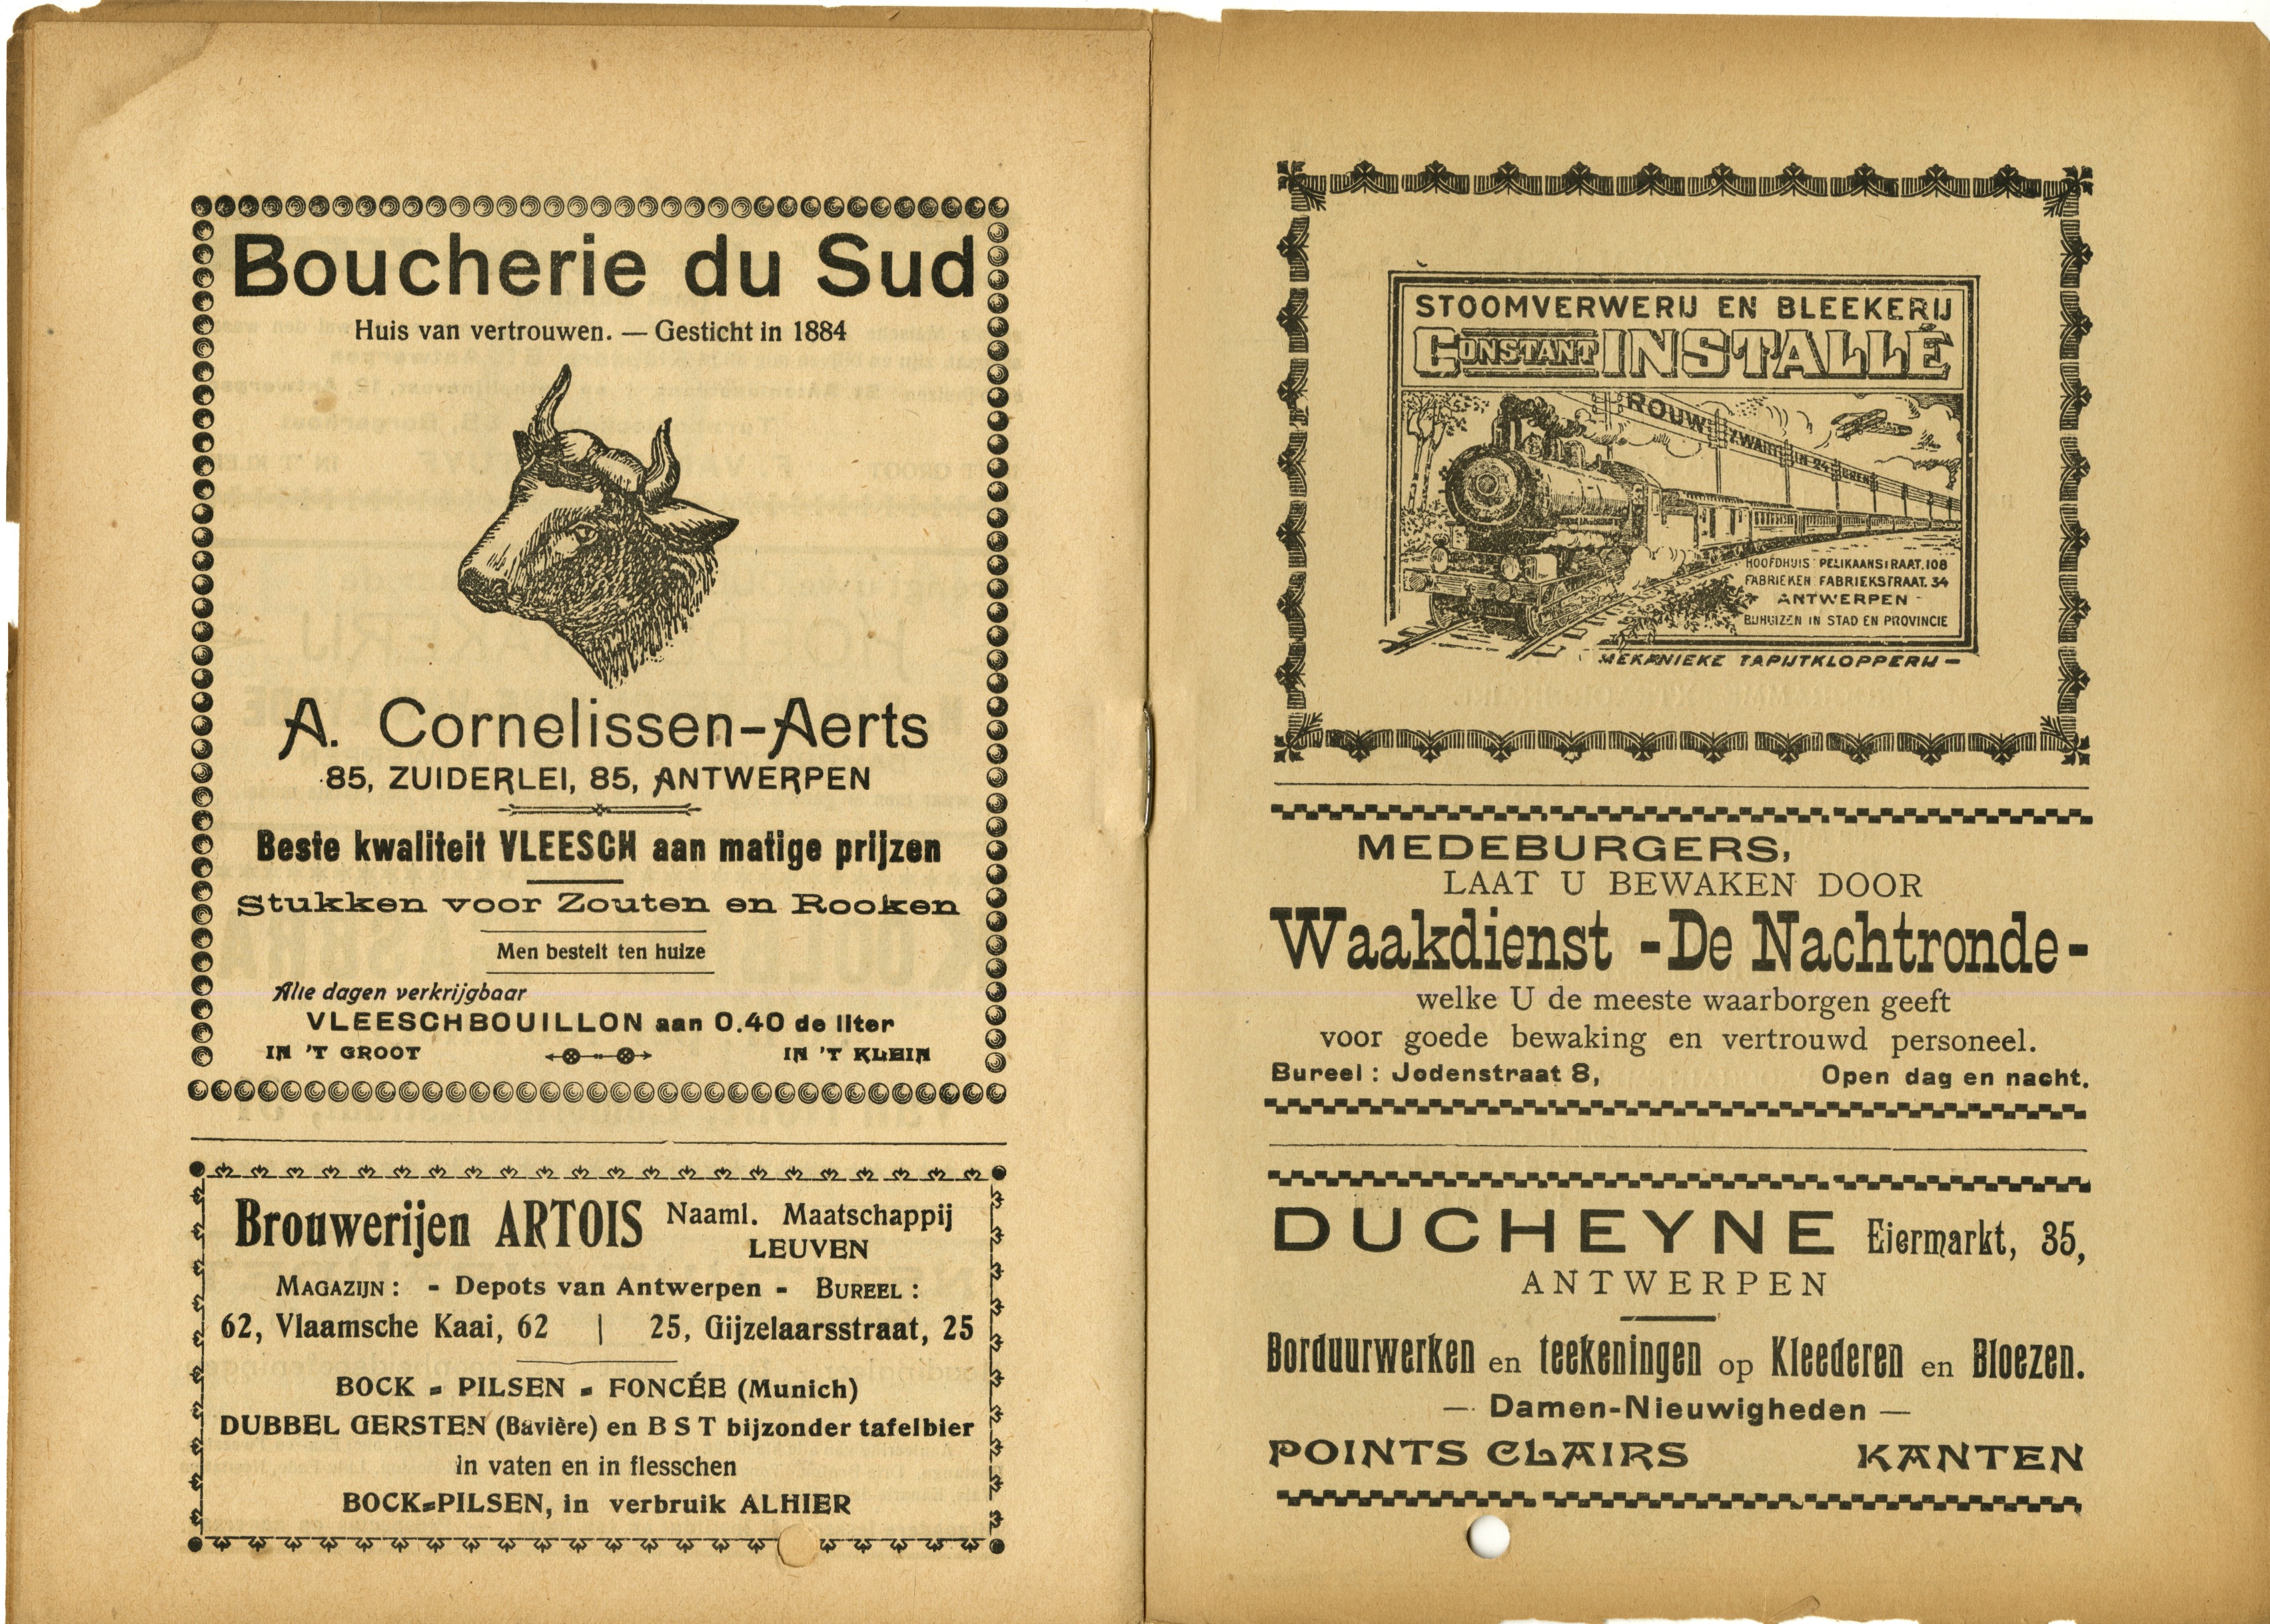 Boucherie du Sud
Huis van vertrouwen. — Gesticht in 1884
A. Cornelissen-Aerts
85, ZUIDERLEI, 85, ANTWERPEN
Beste kwaliteit VLEESCH aan matige prijzen
Stukken voor Zouten en Rooken
Men bestelt ten huize
Alle dagen verkrijgbaar
VLEESCHBOUILLON aan 0.40 de liter
IN 'T GROOT IN 'T KLEIN
Brouwerijen ARTOIS Naaml. Maatschappij
LEUVEN
MAGAZIJN : - Depots van Antwerpen - BUREEL :
62, Vlaamsche Kaai, 62 | 25, Gijzelaarsstraat, 25
BOCK - PILSEN - FONCÉE (Munich)
DUBBEL GERSTEN (Bavière) en B S T bijzonder tafelbier
in vaten en in flesschen
BOCK-PILSEN, in verbruik ALHIER
STOOMVERWERIJ EN BLEEKERIJ
CONSTANT INSTALLÉ
ROUW ZWART IN 24 UREN
HOOFDHUIS PELIKAANSTRAAT.108
FABRIEKEN FABRIEKSTRAAT. 34
ANTWERPEN
BIJHUIZEN IN STAD EN PROVINCIE
MEKANIEKE TAPIJTKLOPPERIJ —
MEDEBURGERS,
LAAT U BEWAKEN DOOR
Waakdienst - De Nachtronde -
welke U de meeste waarborgen geeft
voor goede bewaking en vertrouwd personeel.
Bureel : Jodenstraat 8, Open dag en nacht.
DUCHEYNE Eiermarkt, 35,
ANTWERPEN
Borduurwerken en teekeningen op Kleederen en Bloezen.
— Damen-Nieuwigheden —
POINTS CLAIRS KANTEN